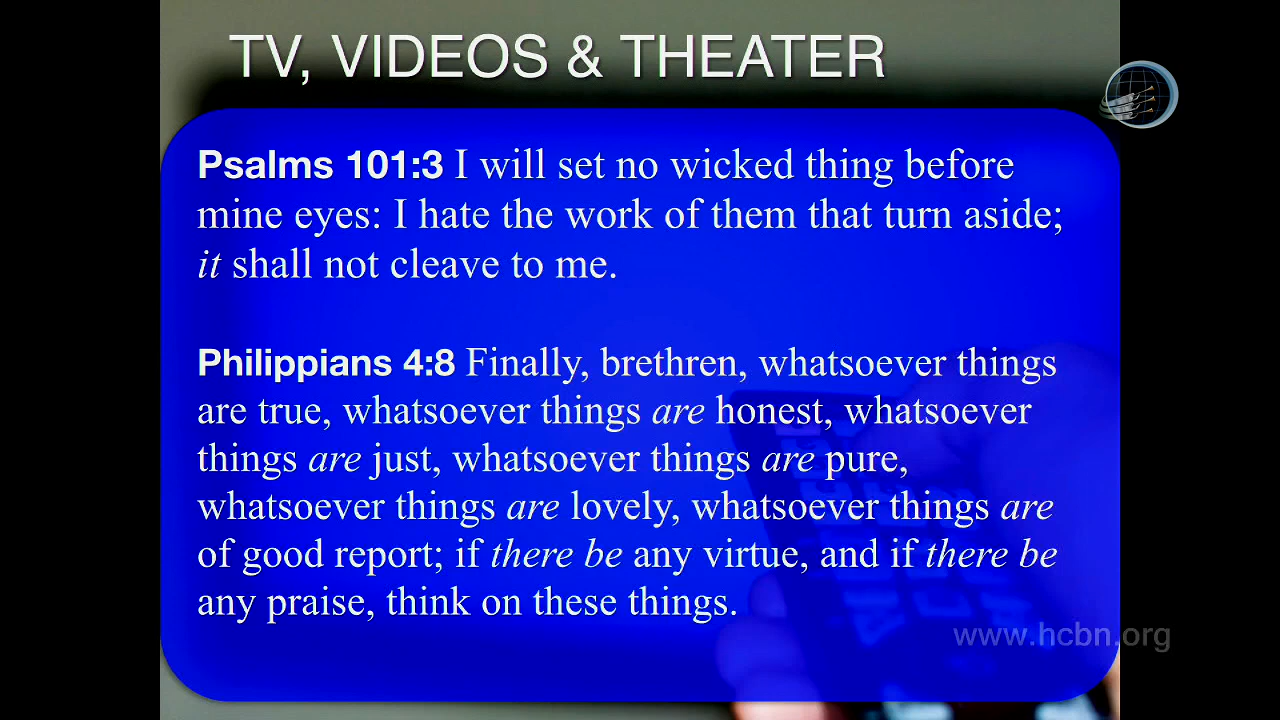 TV, VIDEOS & THEATER
Psalms 101:3 I will set no wicked thing before
mine eyes: I hate the work of them that turn aside;
it shall not cleave to me.
Philippians 4:8 Finally, brethren, whatsoever things
are true, whatsoever things are honest, whatsoever
things are just, whatsoever things are pure,
whatsoever things are lovely, whatsoever things are
of good report; if there be any virtue, and if there be
any praise, think on these things.
www.hcbn.org